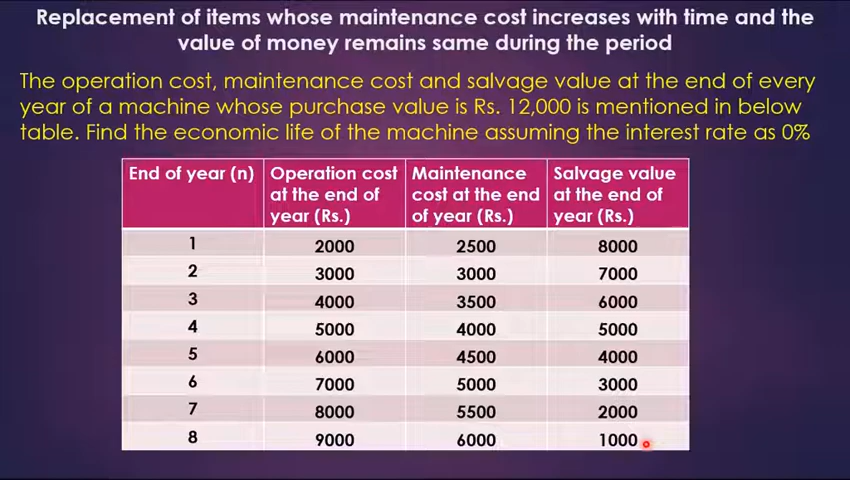 Replacement of items whose maintenance cost increases with time and the
value of money remains same during the period
The operation cost, maintenance cost and salvage value at the end of every
year of a machine whose purchase value is Rs. 12,000 is mentioned in below
table. Find the economic life of the machine assuming the interest rate as 0%
End of year (n) Operation cost Maintenance Salvage value
at the end of cost at the end at the end of
year (Rs.) of year (Rs.) year (Rs.)
1 2000 2500 8000
2 3000 3000 7000
3 4000 3500 6000
4 5000 4000 5000
5 6000 4500 4000
6 7000 5000 3000
7 8000 5500 2000
8 9000 6000 1000